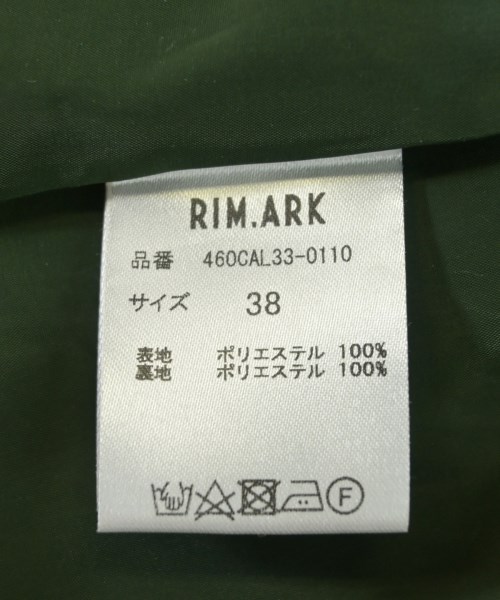 RIM.ARK
品番 460CAL33-0110
サイズ 38
表地 ポリエステル 100%
裏地 ポリエステル 100%
F